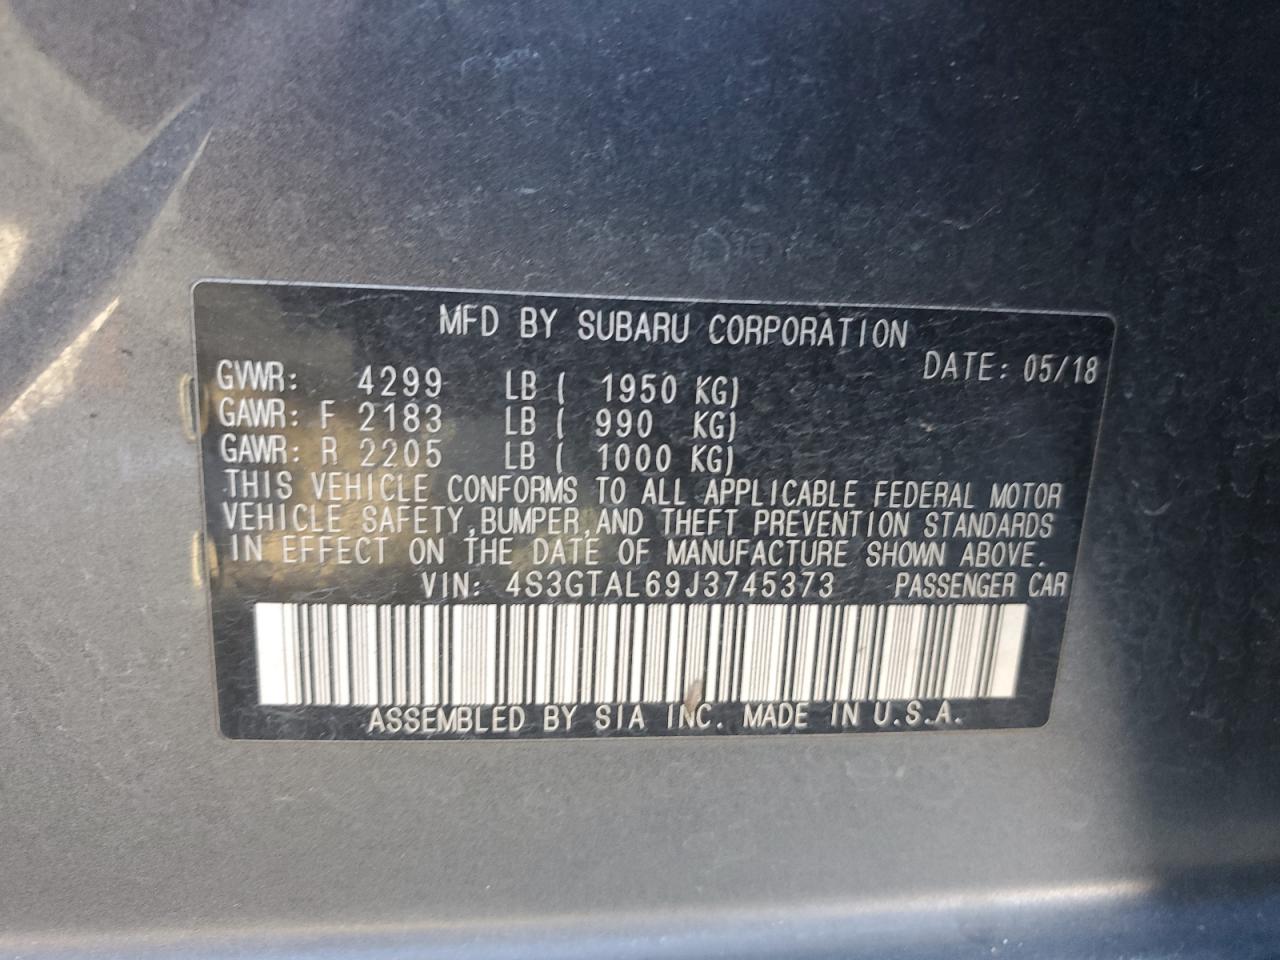 MFD BY SUBARU CORPORATION
DATE: 05/18
GVWR: 4299 LB ( 1950 KG)
GAWR: F 2183 LB ( 990 KG)
GAWR: R 2205 LB ( 1000 KG)
THIS VEHICLE CONFORMS TO ALL APPLICABLE FEDERAL MOTOR
VEHICLE SAFETY,BUMPER,AND THEFT PREVENTION STANDARDS
IN EFFECT ON THE DATE OF MANUFACTURE SHOWN ABOVE.
VIN: 4S3GTAL69J3745373 PASSENGER CAR
ASSEMBLED BY SIA INC. MADE IN U.S.A.